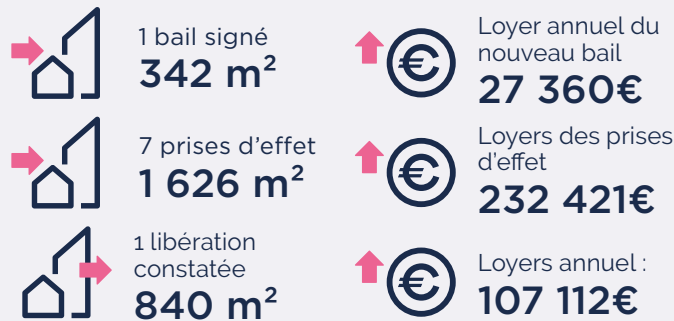 1 bail signé
342 m²
Loyer annuel du
nouveau bail
27 360€
7 prises d'effet
1 626 m²
Loyers des prises
d'effet
232 421€
1 libération
constatée
840 m²
Loyers annuel :
107 112€